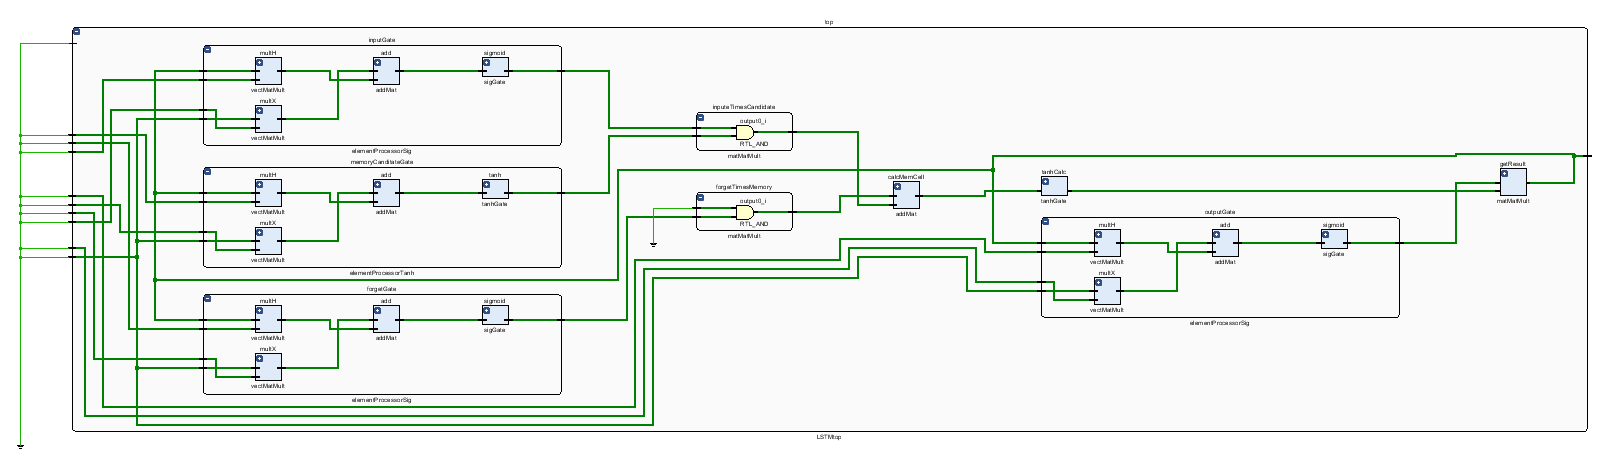 top
inputGate
multH
vectMatMult
add
addMat
sigmoid
sigGate
multX
vectMatMult
elementProcessorSig
memoryCanditateGate
multH
vectMatMult
add
addMat
tanh
tanhGate
multX
vectMatMult
elementProcessorTanh
forgetGate
multH
vectMatMult
add
addMat
sigmoid
sigGate
multX
vectMatMult
elementProcessorSig
inputeTimesCandidate
output0_i
RTL_AND
matMatMult
forgetTimesMemory
output0_i
RTL_AND
matMatMult
calcMemCell
addMat
tanhCalc
tanhGate
getResult
matMatMult
outputGate
multH
vectMatMult
add
addMat
sigmoid
sigGate
multX
vectMatMult
elementProcessorSig
LSTMtop